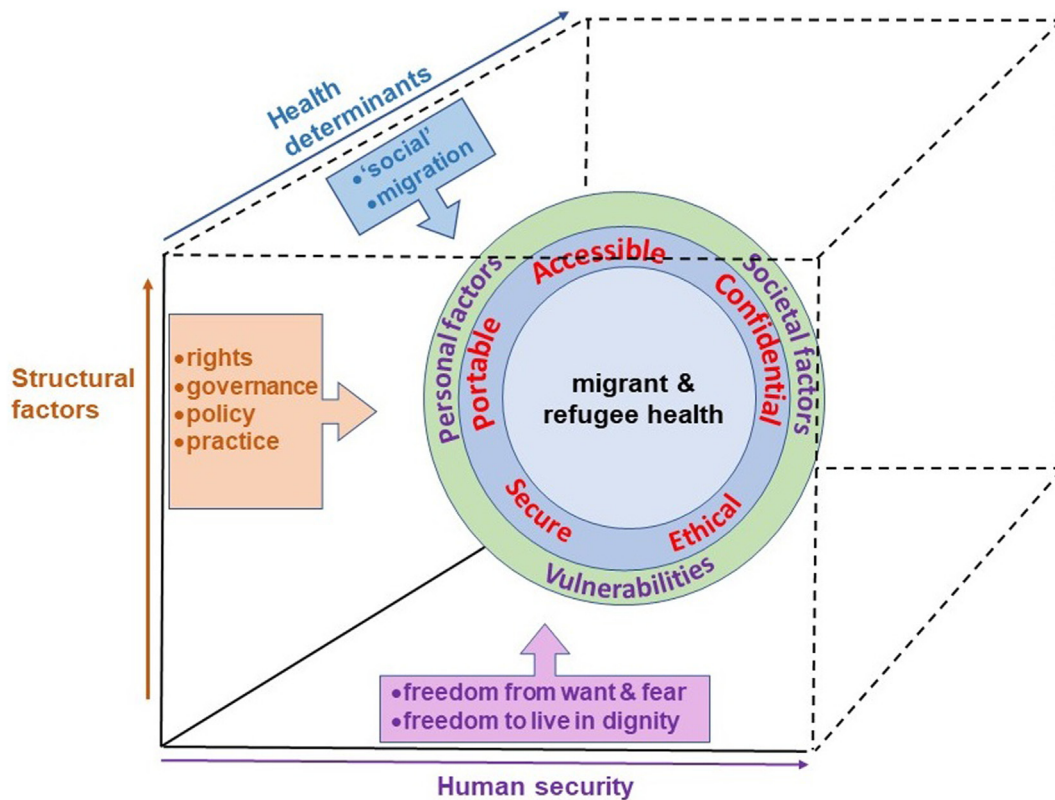 Health
determinants
•‘social’
•migration
Accessible
Personal factors
Societal factors
Portable
Confidential
•rights
•governance
•policy
•practice
Structural
factors
migrant &
refugee health
Secure
Ethical
Vulnerabilities
•freedom from want & fear
•freedom to live in dignity
Human security